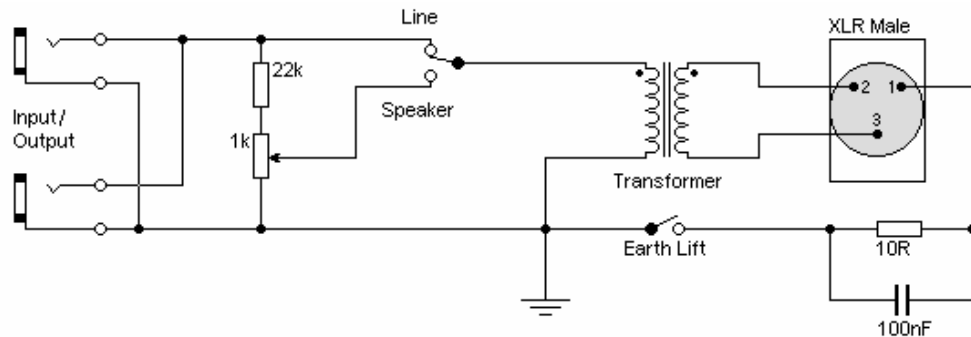 Line
XLR Male
22k
2
1
3
Speaker
Input/
Output
1k
Transformer
Earth Lift
10R
100nF